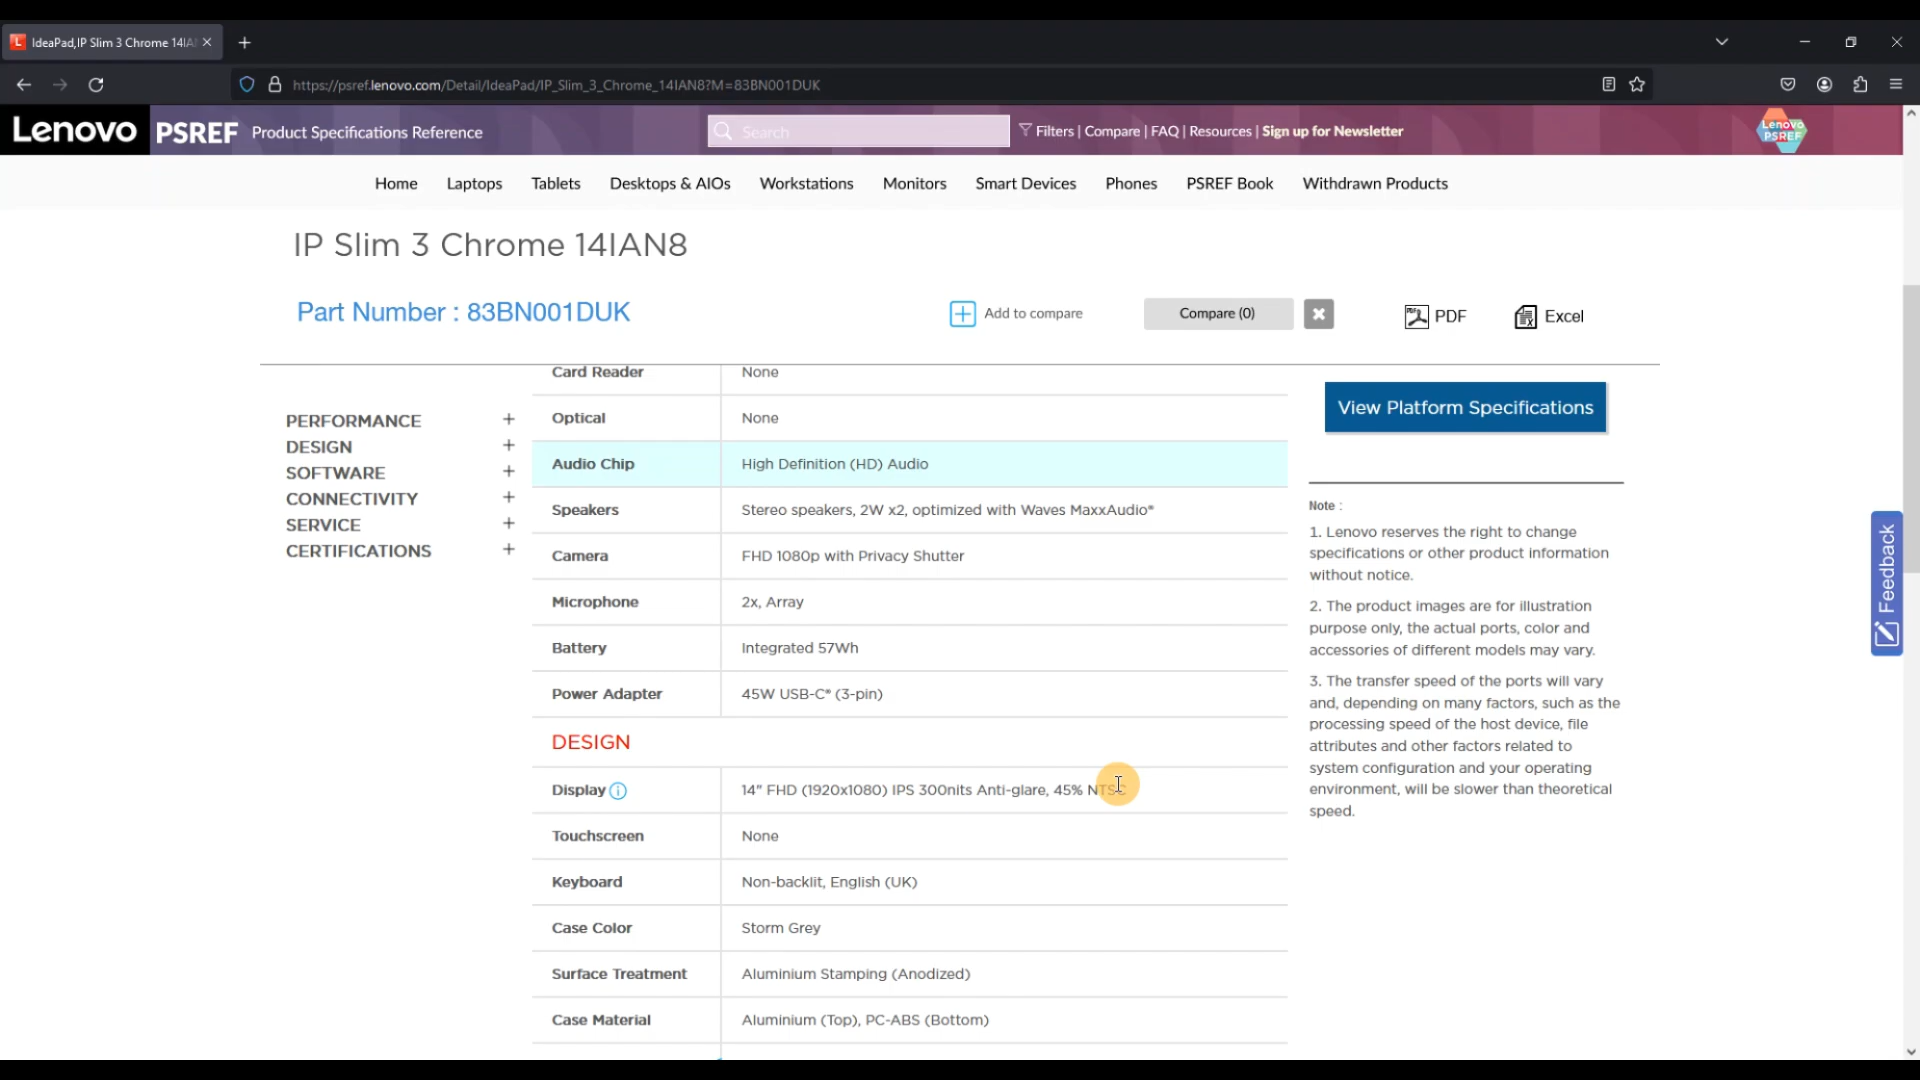 IdeaPad,IP Slim 3 Chrome 14IA
https://psref.lenovo.com/Detail/IdeaPad/IP_Slim_3_Chrome_14IAN8?M=83BN001DUK
Lenovo PSREF Product Specifications Reference
Search
Filters | Compare | FAQ | Resources | Sign up for Newsletter
Lenovo
PSREF
Home Laptops Tablets Desktops & AIOs Workstations Monitors Smart Devices Phones PSREF Book Withdrawn Products
IP Slim 3 Chrome 14IAN8
Part Number : 83BN001DUK
Add to compare
Compare (0)
PDF
Excel
PERFORMANCE +
DESIGN +
SOFTWARE +
CONNECTIVITY +
SERVICE +
CERTIFICATIONS +
Card Reader None
Optical None
Audio Chip High Definition (HD) Audio
Speakers Stereo speakers, 2W x2, optimized with Waves MaxxAudio®
Camera FHD 1080p with Privacy Shutter
Microphone 2x, Array
Battery Integrated 57Wh
Power Adapter 45W USB-C® (3-pin)
DESIGN
Display 14" FHD (1920x1080) IPS 300nits Anti-glare, 45% NTSC
Touchscreen None
Keyboard Non-backlit, English (UK)
Case Color Storm Grey
Surface Treatment Aluminium Stamping (Anodized)
Case Material Aluminium (Top), PC-ABS (Bottom)
View Platform Specifications
Note :
1. Lenovo reserves the right to change
specifications or other product information
without notice.
2. The product images are for illustration
purpose only, the actual ports, color and
accessories of different models may vary.
3. The transfer speed of the ports will vary
and, depending on many factors, such as the
processing speed of the host device, file
attributes and other factors related to
system configuration and your operating
environment, will be slower than theoretical
speed.
Feedback